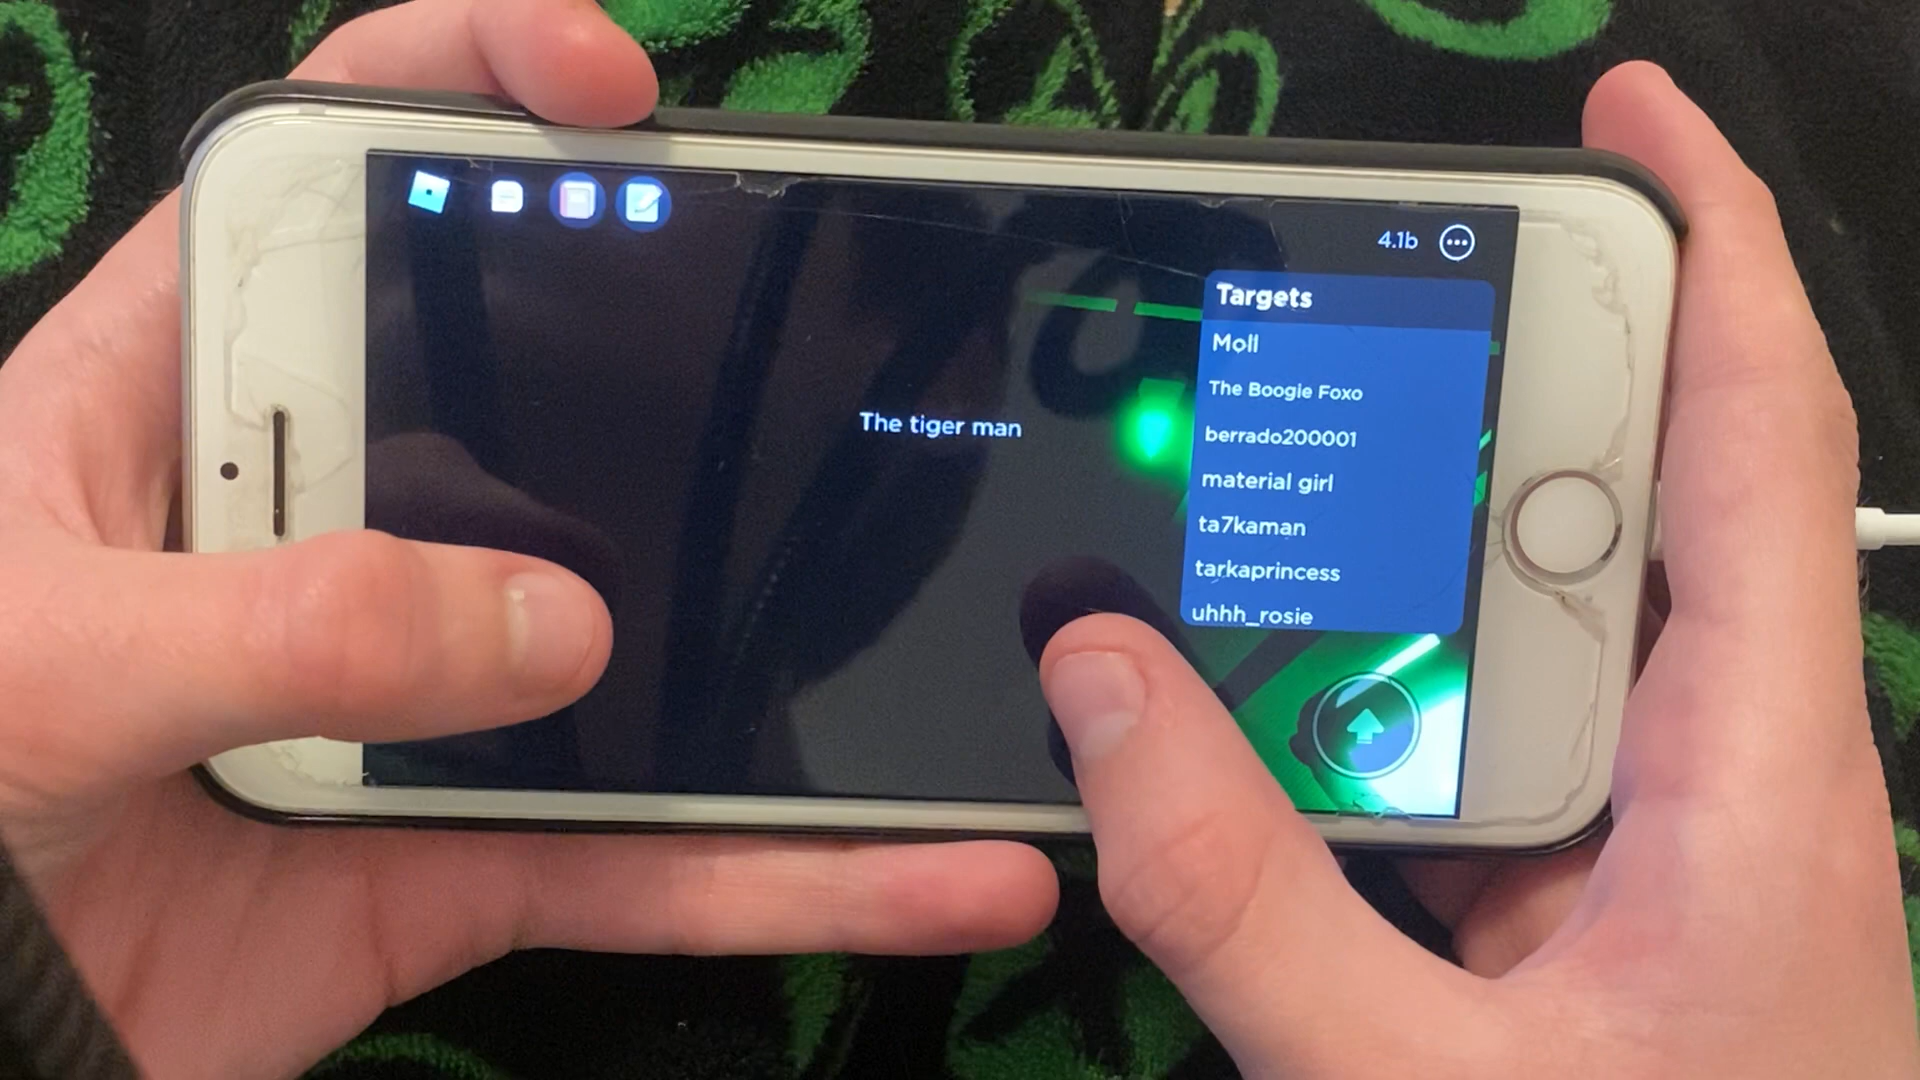 4.1b
Targets
Moll
The Boogie Foxo
The tiger man
berrado200001
material girl
ta7kaman
tarkaprincess
uhhh_rosie